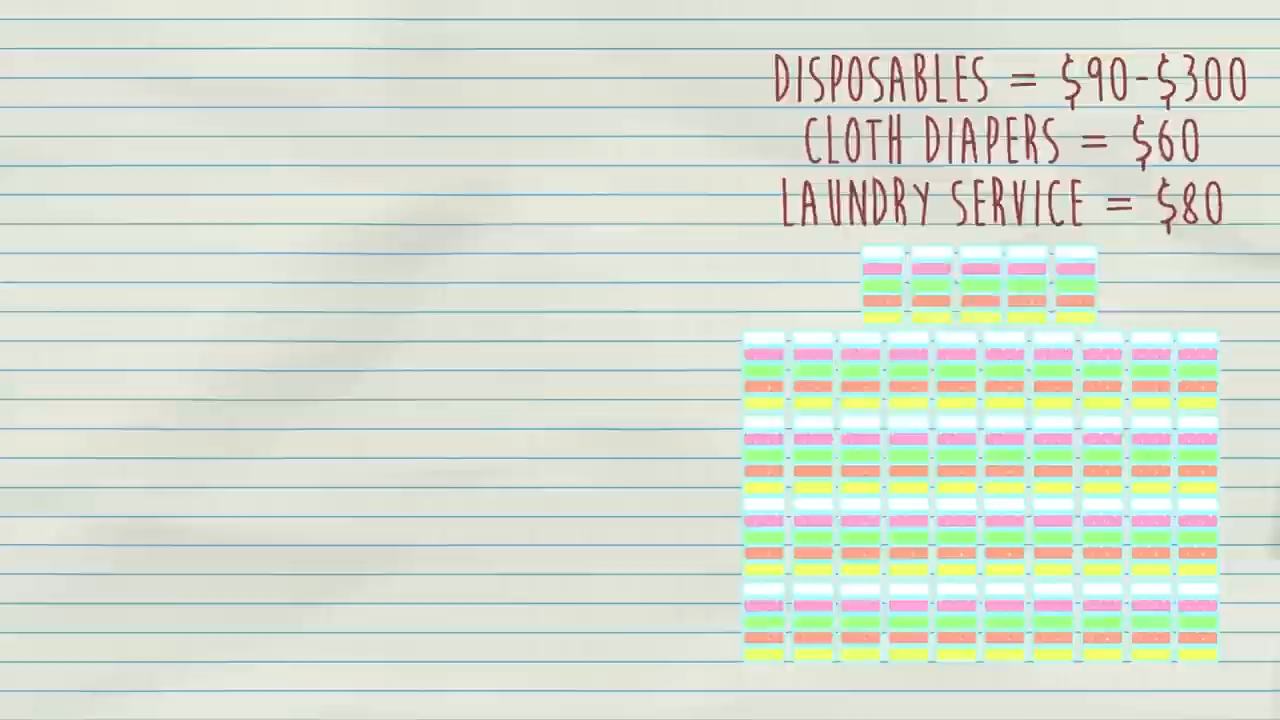 DISPOSABLES = $90-$300
CLOTH DIAPERS = $60
LAUNDRY SERVICE = $80